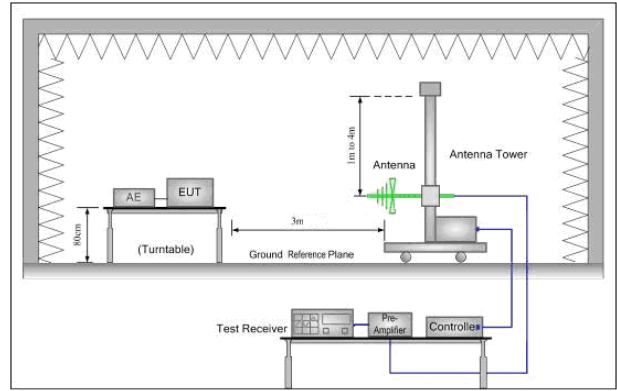 1m to 4m
Antenna
Antenna Tower
AE
EUT
3m
80cm
(Turntable)
Ground Reference Plane
Test Receiver
Pre-
Amplifier
Controller